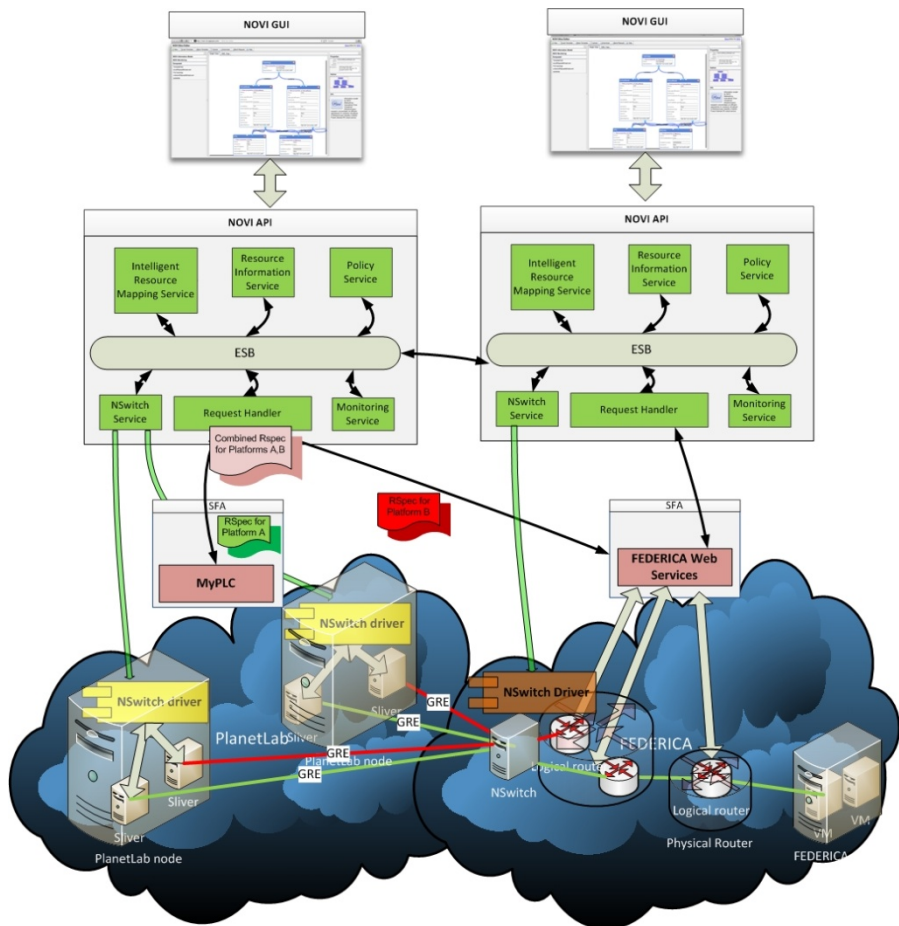 NOVI GUI
NOVI GUI
NOVI API
Intelligent
Resource
Mapping Service
Resource
Information
Service
Policy
Service
ESB
NSwitch
Service
Request Handler
Monitoring
Service
NOVI API
Intelligent
Resource
Mapping Service
Resource
Information
Service
Policy
Service
ESB
NSwitch
Service
Request Handler
Monitoring
Service
Combined Rspec
for Platforms A,B
SFA
RSpec for
Platform A
MyPLC
RSpec for
Platform B
SFA
FEDERICA Web
Services
NSwitch driver
Sliver
Sliver
PlanetLab node
NSwitch driver
Sliver
Sliver
PlanetLab node
PlanetLab
GRE
GRE
GRE
GRE
NSwitch Driver
NSwitch
FEDERICA
Logical router
Logical router
Physical Router
VM
VM
FEDERICA